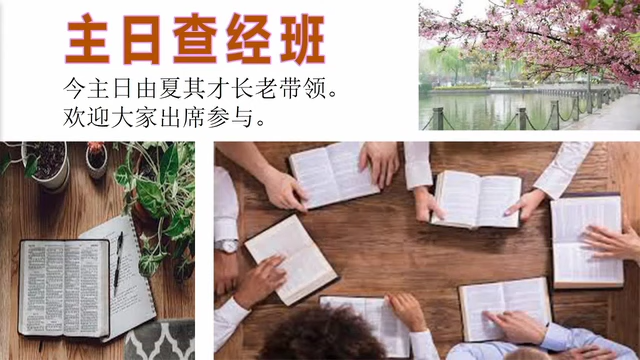 主日查经班
今主日由夏其才长老带领。
欢迎大家出席参与。